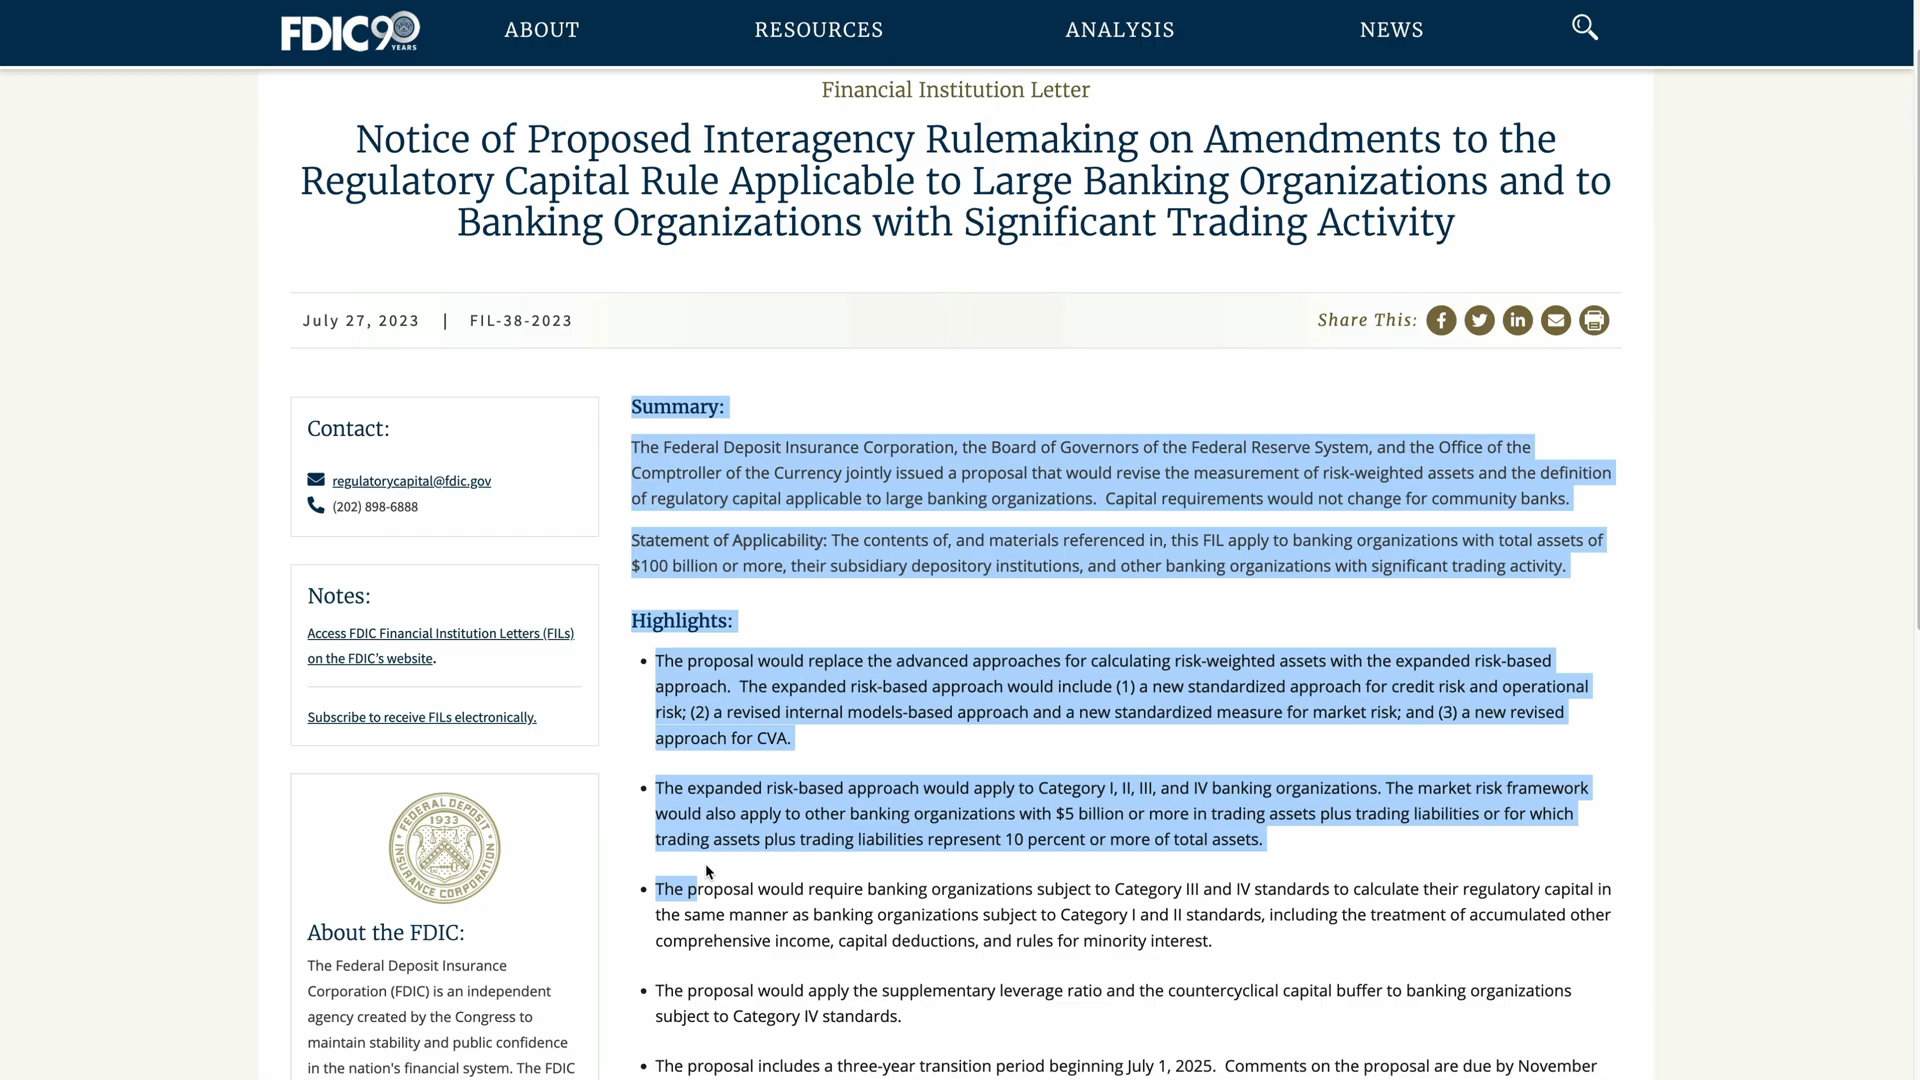 FDIC 90 YEARS
ABOUT
RESOURCES
ANALYSIS
NEWS
Financial Institution Letter
Notice of Proposed Interagency Rulemaking on Amendments to the
Regulatory Capital Rule Applicable to Large Banking Organizations and to
Banking Organizations with Significant Trading Activity
July 27, 2023 | FIL-38-2023
Share This:
Contact:
regulatorycapital@fdic.gov
(202) 898-6888
Notes:
Access FDIC Financial Institution Letters (FILs)
on the FDIC's website.
Subscribe to receive FILs electronically.
FEDERAL DEPOSIT INSURANCE CORPORATION
1933
About the FDIC:
The Federal Deposit Insurance
Corporation (FDIC) is an independent
agency created by the Congress to
maintain stability and public confidence
in the nation's financial system. The FDIC
Summary:
The Federal Deposit Insurance Corporation, the Board of Governors of the Federal Reserve System, and the Office of the
Comptroller of the Currency jointly issued a proposal that would revise the measurement of risk-weighted assets and the definition
of regulatory capital applicable to large banking organizations.  Capital requirements would not change for community banks.
Statement of Applicability: The contents of, and materials referenced in, this FIL apply to banking organizations with total assets of
$100 billion or more, their subsidiary depository institutions, and other banking organizations with significant trading activity.
Highlights:
• The proposal would replace the advanced approaches for calculating risk-weighted assets with the expanded risk-based
approach.  The expanded risk-based approach would include (1) a new standardized approach for credit risk and operational
risk; (2) a revised internal models-based approach and a new standardized measure for market risk; and (3) a new revised
approach for CVA.
• The expanded risk-based approach would apply to Category I, II, III, and IV banking organizations. The market risk framework
would also apply to other banking organizations with $5 billion or more in trading assets plus trading liabilities or for which
trading assets plus trading liabilities represent 10 percent or more of total assets.
• The proposal would require banking organizations subject to Category III and IV standards to calculate their regulatory capital in
the same manner as banking organizations subject to Category I and II standards, including the treatment of accumulated other
comprehensive income, capital deductions, and rules for minority interest.
• The proposal would apply the supplementary leverage ratio and the countercyclical capital buffer to banking organizations
subject to Category IV standards.
• The proposal includes a three-year transition period beginning July 1, 2025.  Comments on the proposal are due by November